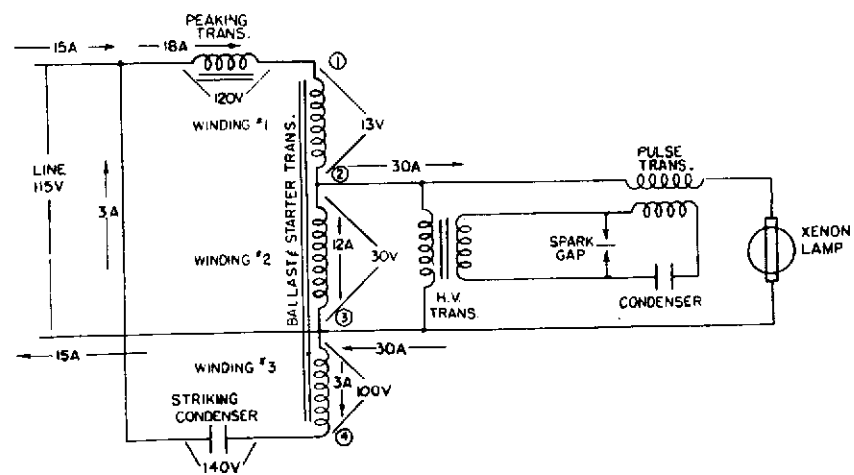 PEAKING
TRANS.
15A
18A
①
120V
WINDING #1
13V
BALLAST & STARTER TRANS.
②
30A
PULSE
TRANS.
LINE
115V
3A
12A
30V
WINDING #2
SPARK
GAP
XENON
LAMP
H.V.
TRANS.
CONDENSER
③
15A
30A
WINDING #3
3A
100V
STRIKING
CONDENSER
④
140V